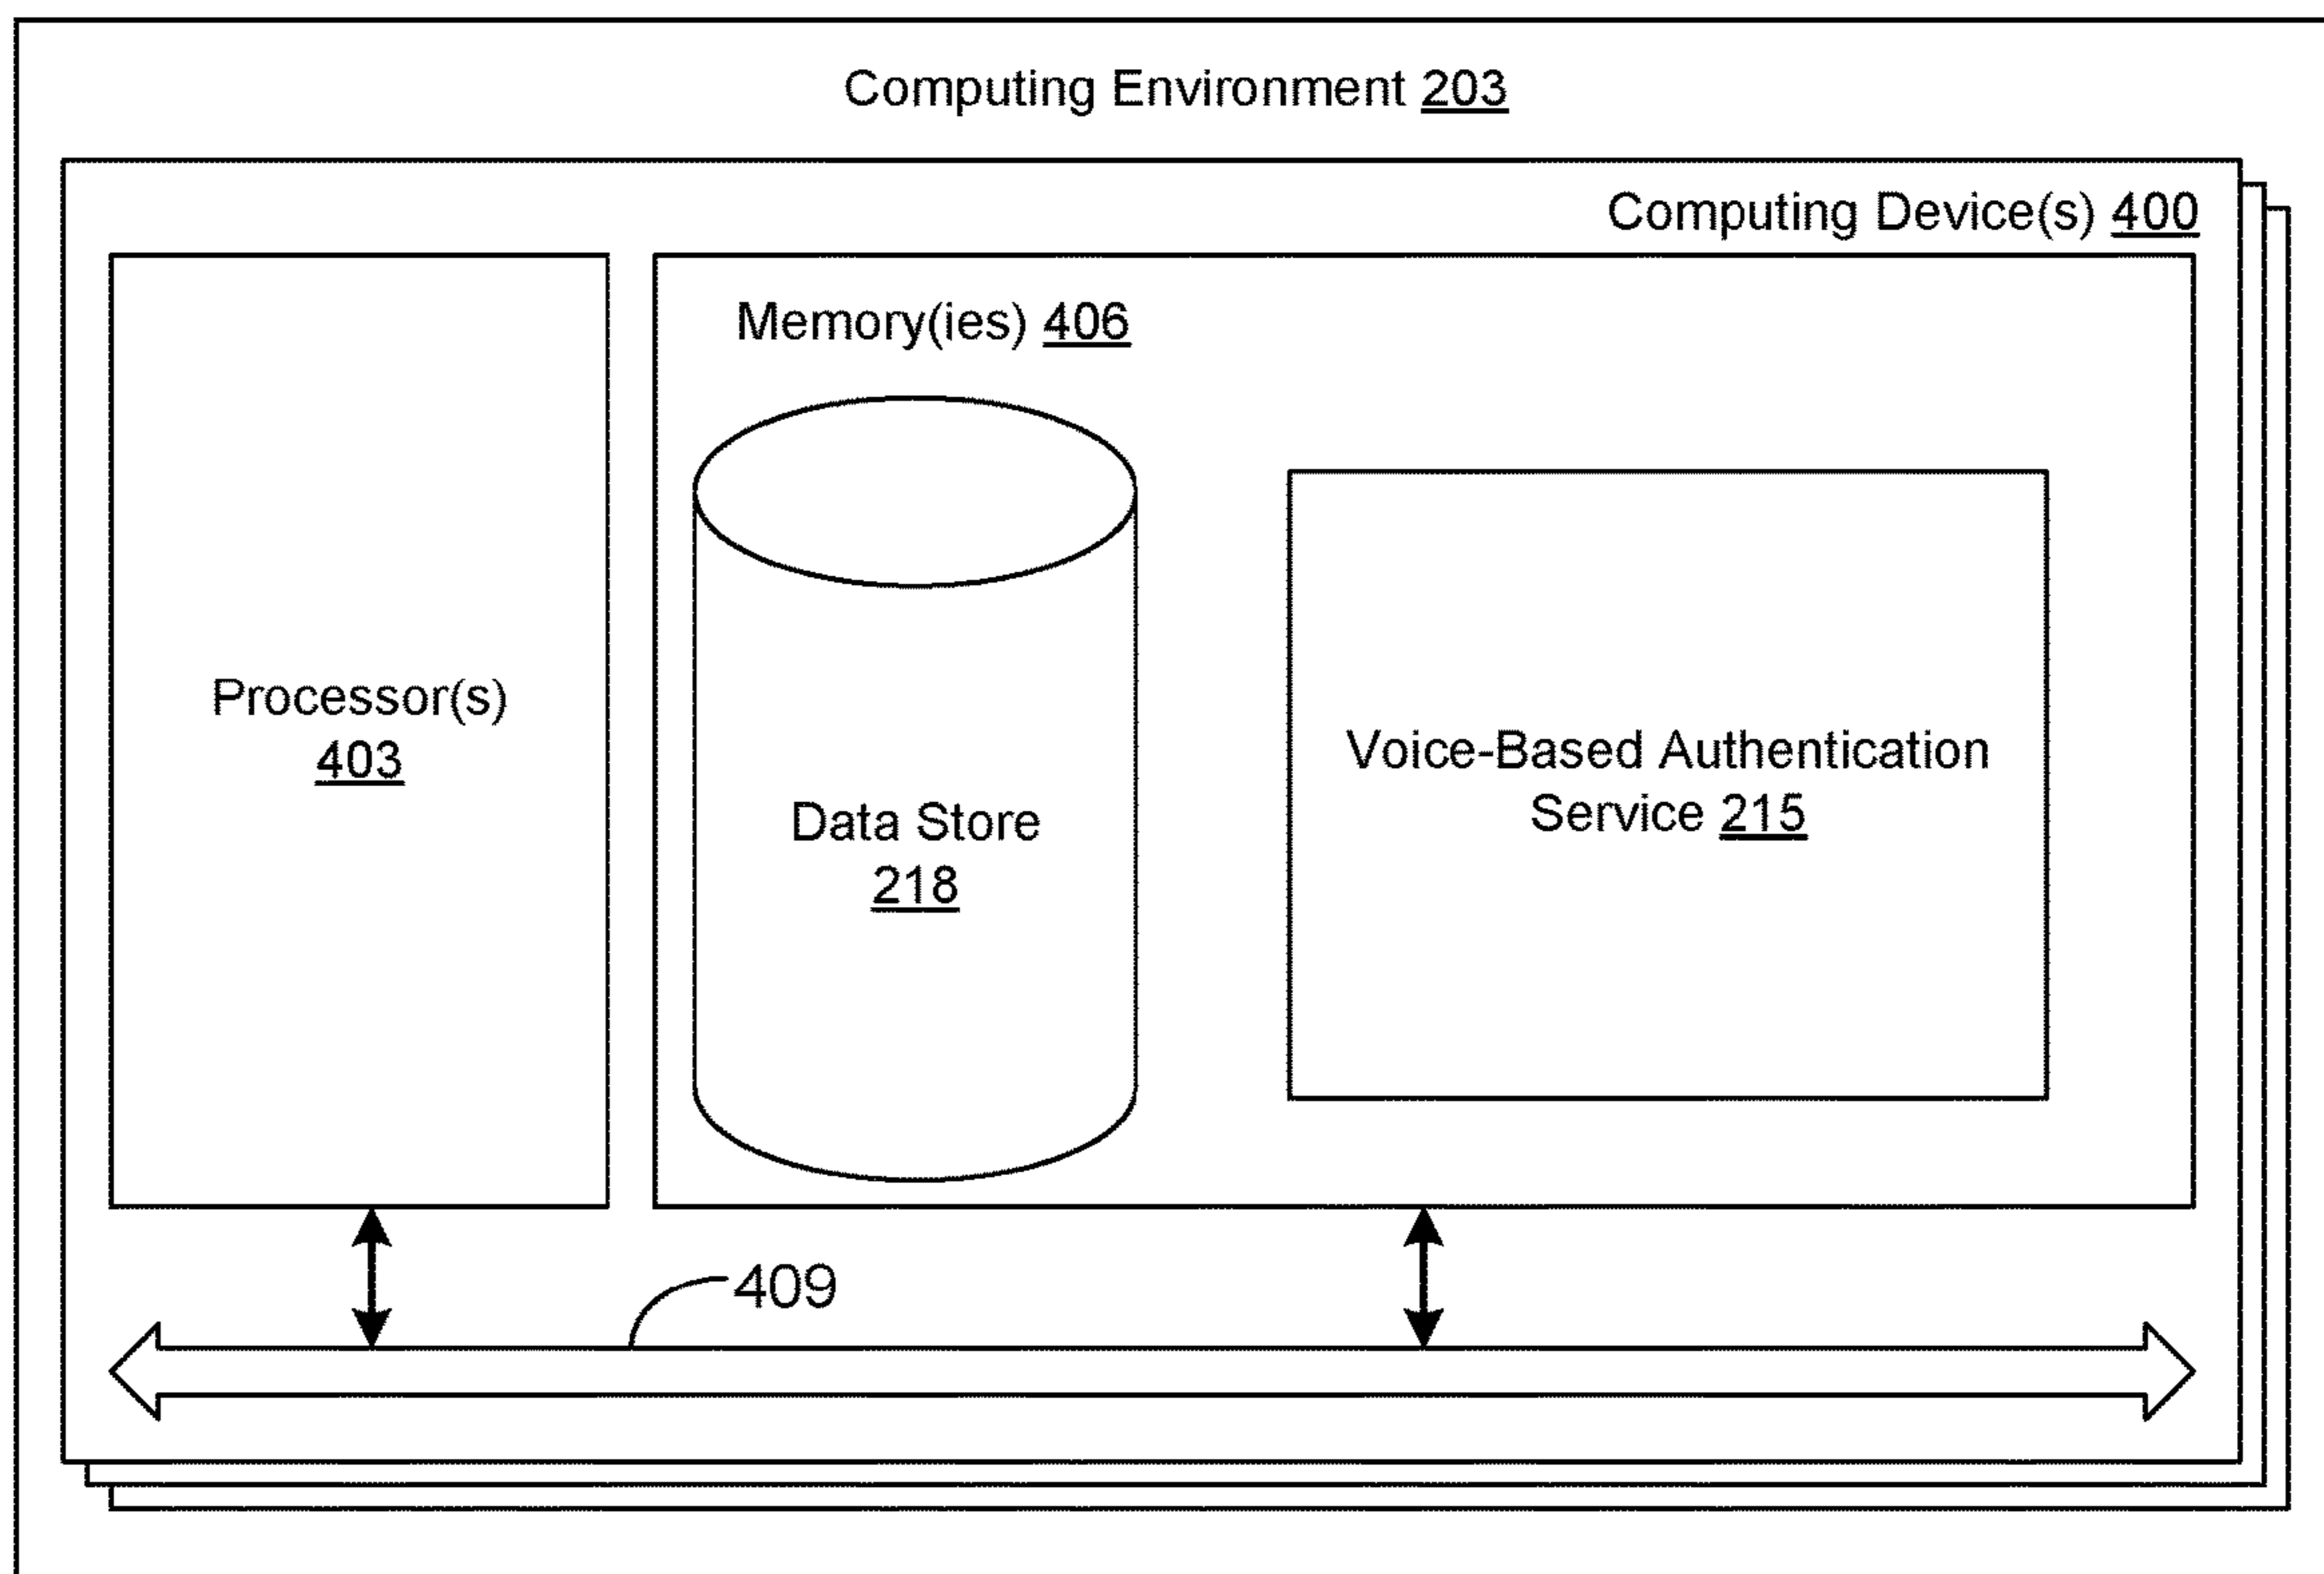 Computing Environment 203
Computing Device(s) 400
Memory(ies) 406
Processor(s)
403
Data Store
218
Voice-Based Authentication
Service 215
409